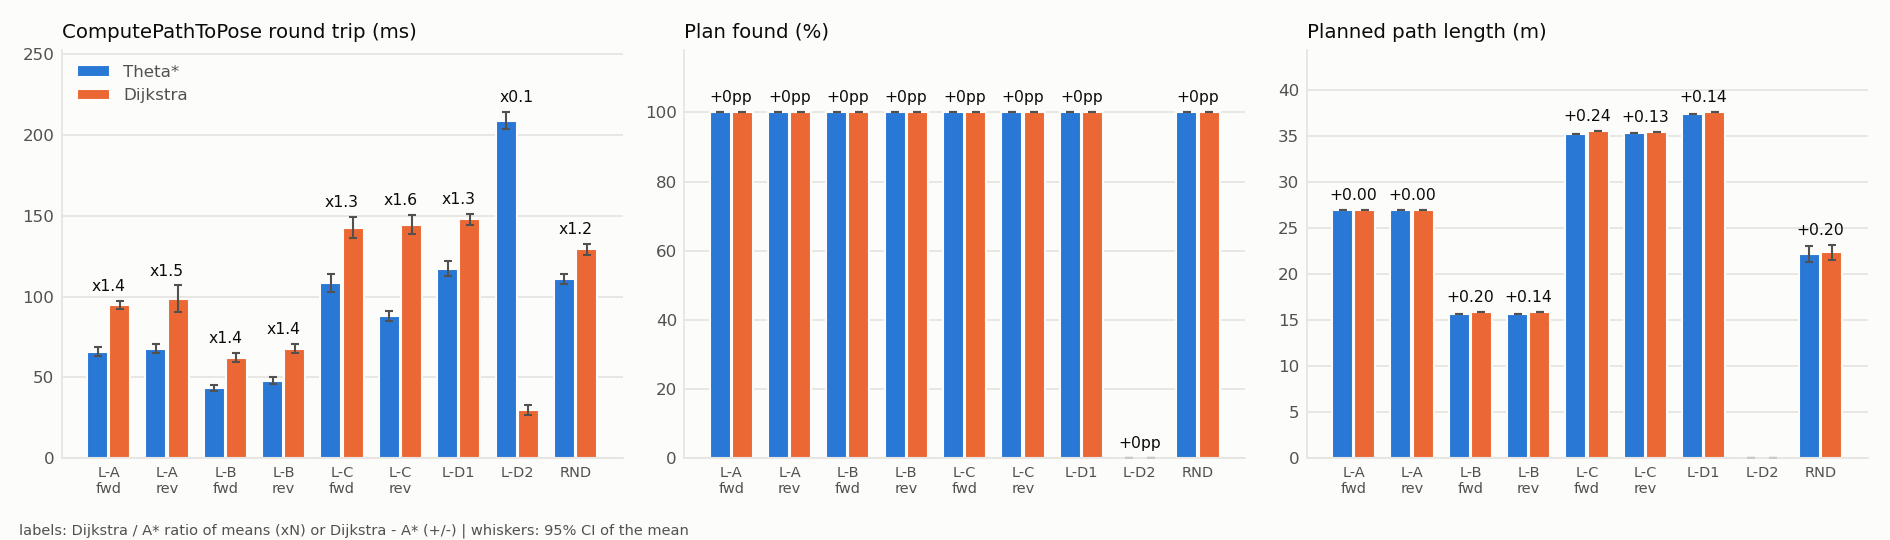 ComputePathToPose round trip (ms)
250
200
150
100
50
0
Theta*
Dijkstra
x1.4
x1.5
x1.4
x1.4
x1.3
x1.6
x1.3
x0.1
x1.2
L-A fwd
L-A rev
L-B fwd
L-B rev
L-C fwd
L-C rev
L-D1
L-D2
RND
Plan found (%)
100
80
60
40
20
0
+0pp
+0pp
+0pp
+0pp
+0pp
+0pp
+0pp
+0pp
+0pp
L-A fwd
L-A rev
L-B fwd
L-B rev
L-C fwd
L-C rev
L-D1
L-D2
RND
Planned path length (m)
40
35
30
25
20
15
10
5
0
+0.00
+0.00
+0.20
+0.14
+0.24
+0.13
+0.14
+0.20
L-A fwd
L-A rev
L-B fwd
L-B rev
L-C fwd
L-C rev
L-D1
L-D2
RND
labels: Dijkstra / A* ratio of means (xN) or Dijkstra - A* (+/-) | whiskers: 95% CI of the mean